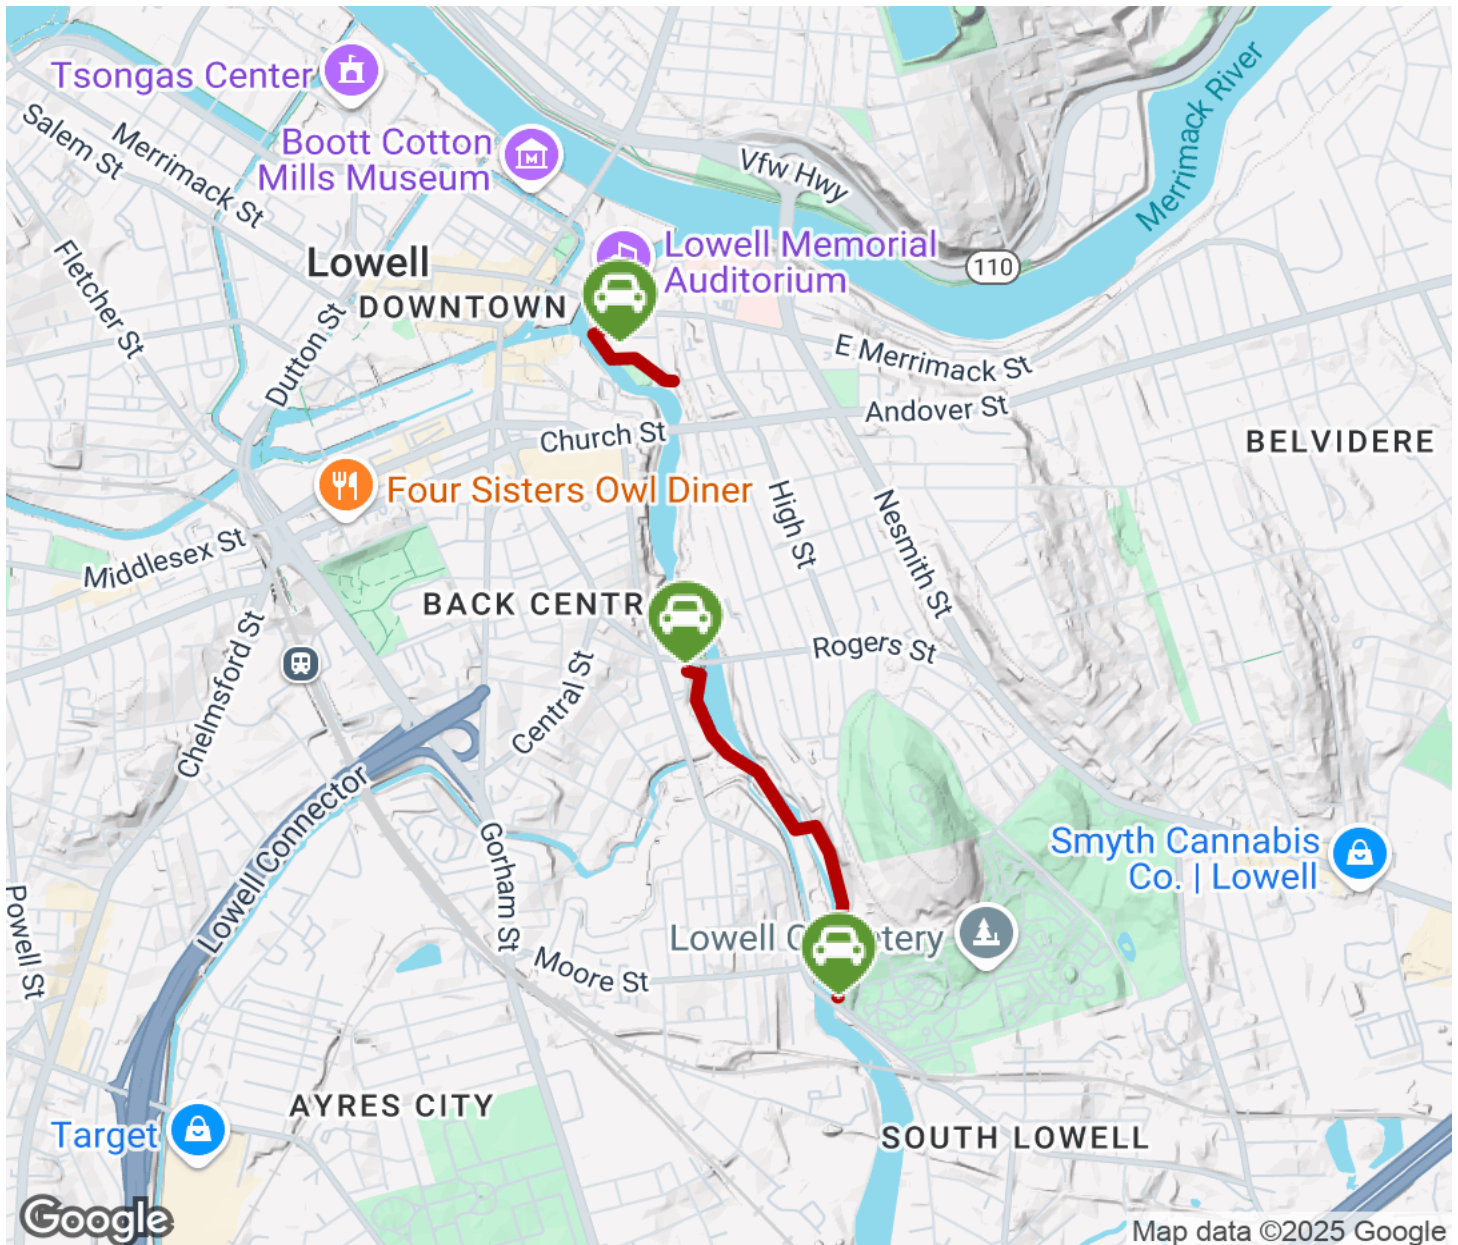 Tsongas Center
Salem St
Merrimack St
Boott Cotton
Mills Museum
Vfw Hwy
Merrimack River
Fletcher St
Lowell
DOWNTOWN
Dutton St
Lowell Memorial
Auditorium
110
E Merrimack St
Andover St
Church St
BELVIDERE
Four Sisters Owl Diner
High St
Nesmith St
Middlesex St
BACK CENTR
Rogers St
Chelmsford St
Central St
Lowell Connector
Gorham St
Smyth Cannabis
Co. | Lowell
Powell St
Lowell C etery
Moore St
AYRES CITY
Target
SOUTH LOWELL
Google
Map data ©2025 Google